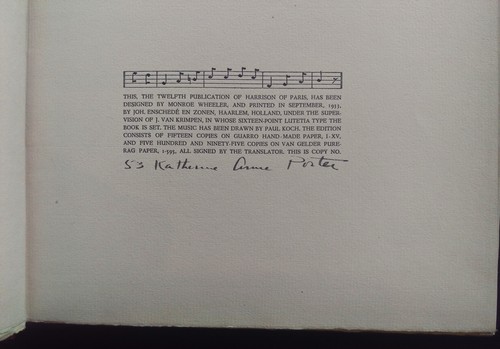 THIS, THE TWELFTH PUBLICATION OF HARRISON OF PARIS, HAS BEEN
DESIGNED BY MONROE WHEELER, AND PRINTED IN SEPTEMBER, 1933,
BY JOH. ENSCHEDÉ EN ZONEN, HAARLEM, HOLLAND, UNDER THE SUPER-
VISION OF J. VAN KRIMPEN, IN WHOSE SIXTEEN-POINT LUTETIA TYPE THE
BOOK IS SET. THE MUSIC HAS BEEN DRAWN BY PAUL KOCH. THE EDITION
CONSISTS OF FIFTEEN COPIES ON GUARRO HAND-MADE PAPER, I-XV,
AND FIVE HUNDRED AND NINETY-FIVE COPIES ON VAN GELDER PURE-
RAG PAPER, 1-595, ALL SIGNED BY THE TRANSLATOR. THIS IS COPY NO.
53 Katherine Anne Porter